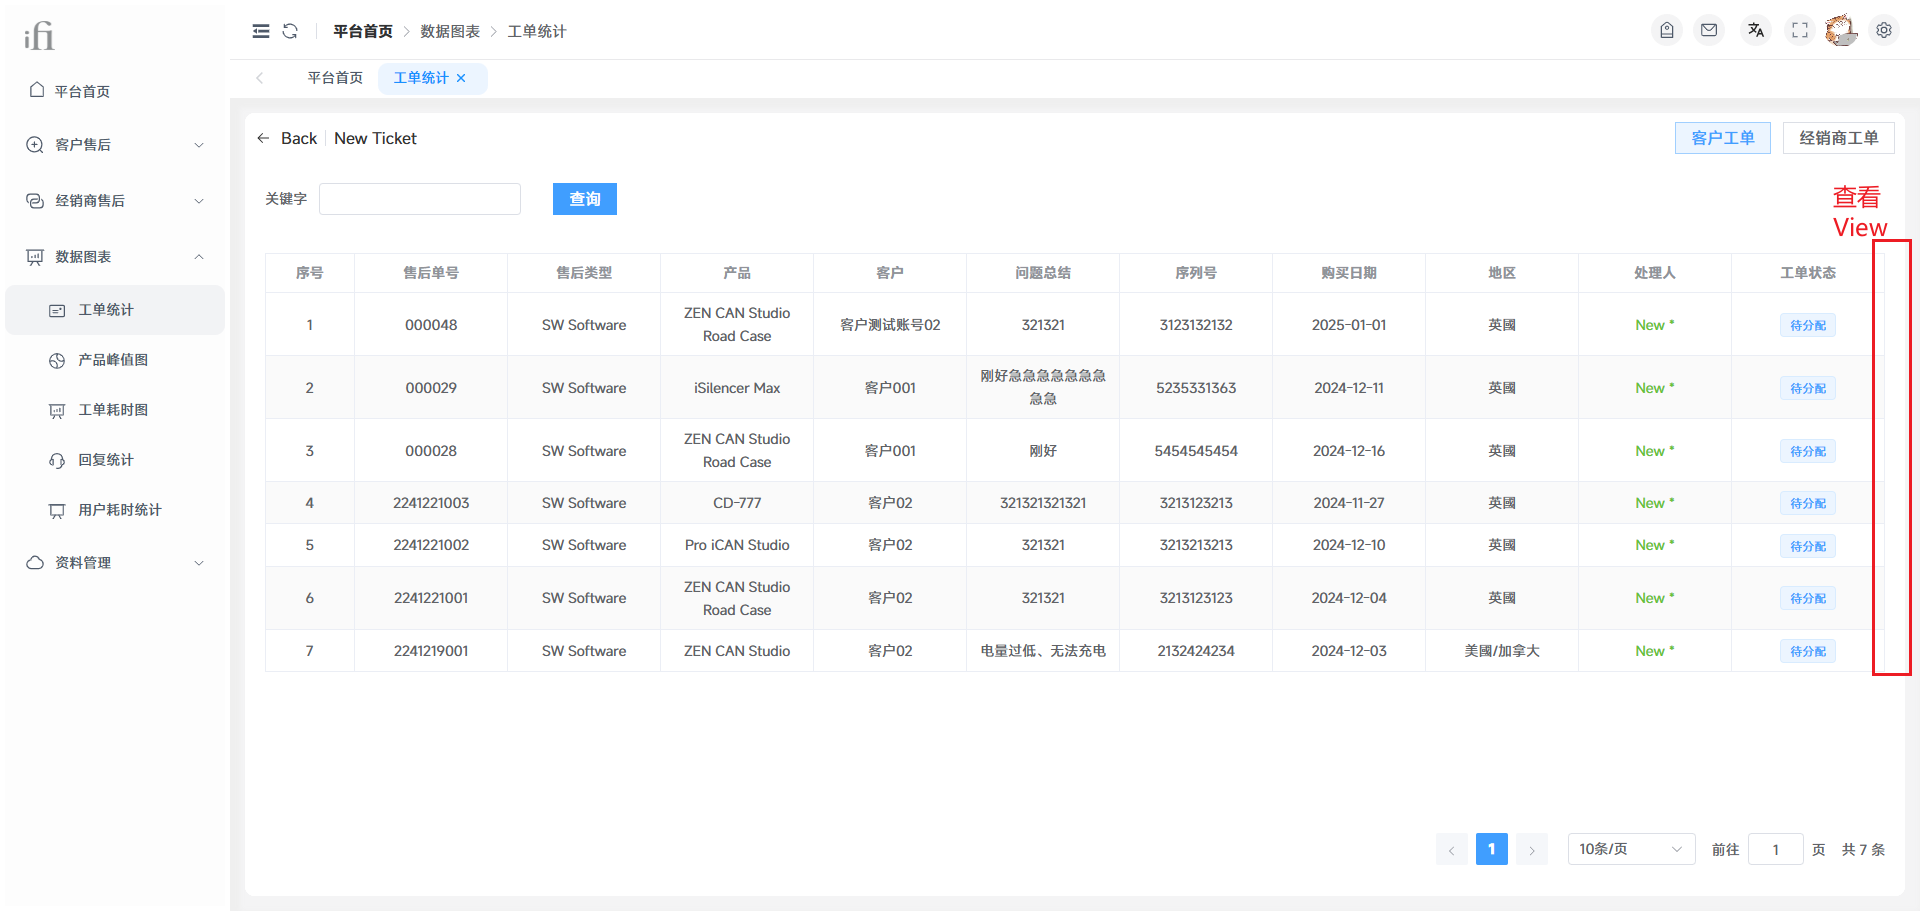 ifi
平台首页
客户售后
经销商售后
数据图表
工单统计
产品峰值图
工单耗时图
回复统计
用户耗时统计
资料管理
平台首页 > 数据图表 > 工单统计
平台首页 工单统计 ×
← Back New Ticket 客户工单 经销商工单
关键字 查询
查看
View
序号 售后单号 售后类型 产品 客户 问题总结 序列号 购买日期 地区 处理人 工单状态
1 000048 SW Software ZEN CAN Studio Road Case 客户测试账号02 321321 3123132132 2025-01-01 英國 New * 待分配
2 000029 SW Software iSilencer Max 客户001 刚好急急急急急急急急急 5235331363 2024-12-11 英國 New * 待分配
3 000028 SW Software ZEN CAN Studio Road Case 客户001 刚好 5454545454 2024-12-16 英國 New * 待分配
4 2241221003 SW Software CD-777 客户02 321321321321 3213123213 2024-11-27 英國 New * 待分配
5 2241221002 SW Software Pro iCAN Studio 客户02 321321 3213213213 2024-12-10 英國 New * 待分配
6 2241221001 SW Software ZEN CAN Studio Road Case 客户02 321321 3213123123 2024-12-04 英國 New * 待分配
7 2241219001 SW Software ZEN CAN Studio 客户02 电量过低、无法充电 2132424234 2024-12-03 美國/加拿大 New * 待分配
< 1 > 10条/页 前往 1 页 共 7 条